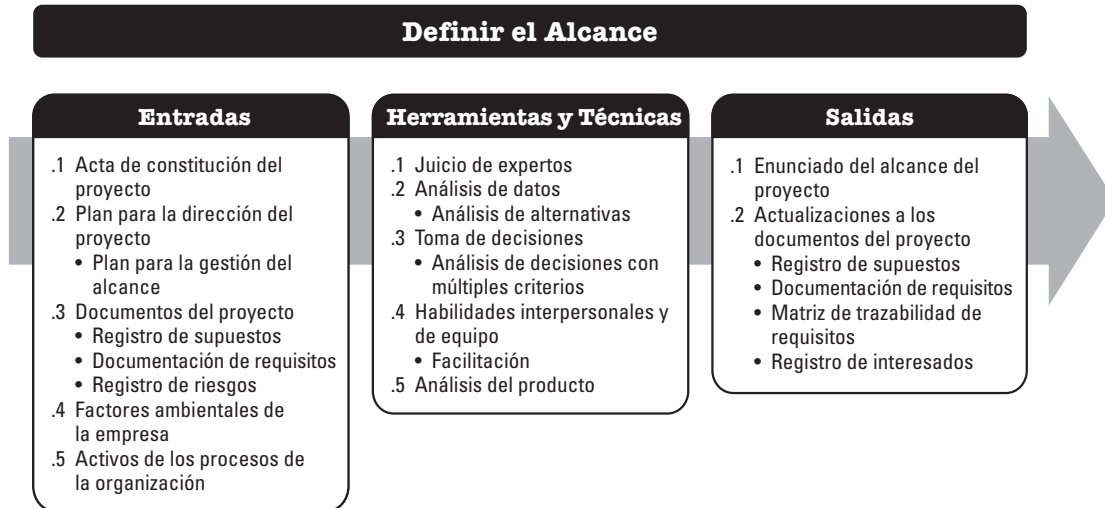 Definir el Alcance
Entradas
.1 Acta de constitución del
proyecto
.2 Plan para la dirección del
proyecto
• Plan para la gestión del
alcance
.3 Documentos del proyecto
• Registro de supuestos
• Documentación de requisitos
• Registro de riesgos
.4 Factores ambientales de
la empresa
.5 Activos de los procesos de
la organización
Herramientas y Técnicas
.1 Juicio de expertos
.2 Análisis de datos
• Análisis de alternativas
.3 Toma de decisiones
• Análisis de decisiones con
múltiples criterios
.4 Habilidades interpersonales y
de equipo
• Facilitación
.5 Análisis del producto
Salidas
.1 Enunciado del alcance del
proyecto
.2 Actualizaciones a los
documentos del proyecto
• Registro de supuestos
• Documentación de requisitos
• Matriz de trazabilidad de
requisitos
• Registro de interesados